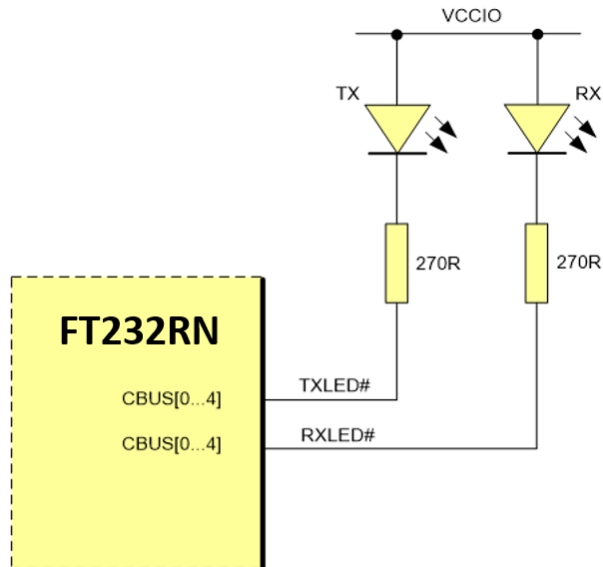 VCCIO
TX
RX
270R
270R
FT232RN
TXLED#
CBUS[0...4]
RXLED#
CBUS[0...4]